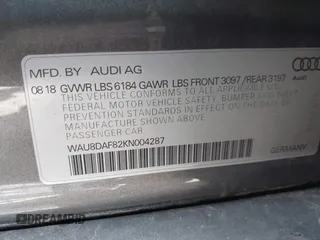 MFD. BY AUDI AG
08 18 GVWR LBS 6184 GAWR LBS FRONT 3097 /REAR 3197
THIS VEHICLE CONFORMS TO ALL APPLICABLE
FEDERAL MOTOR VEHICLE SAFETY, BUMPER AND THEFT
PREVENTION STANDARDS IN EFFECT ON THE DATE OF
MANUFACTURE SHOWN ABOVE.
PASSENGER CAR
WAU8DAF82KN004287
GERMANY
Audi
DREAMBID